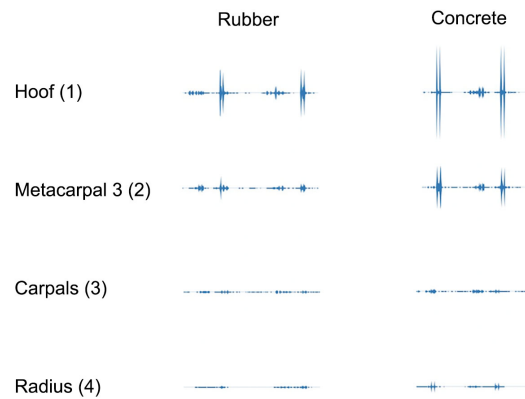 Rubber Concrete
Hoof (1)
Metacarpal 3 (2)
Carpals (3)
Radius (4)